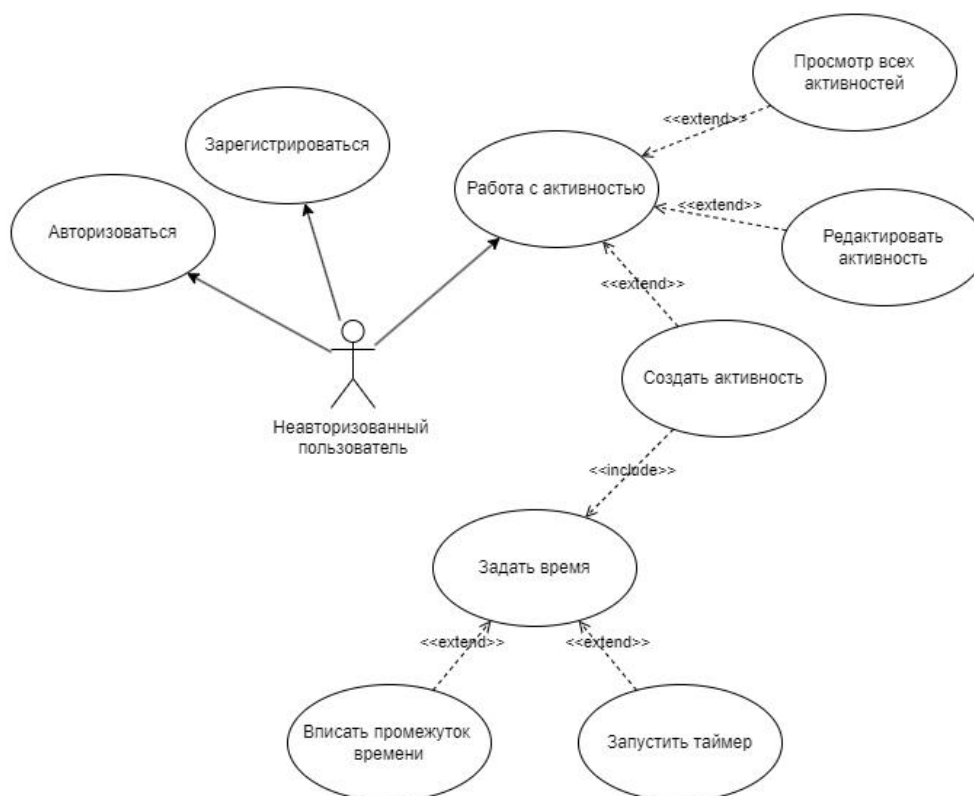 Просмотр всех
активностей
<<extend>>
Зарегистрироваться
Работа с активностью
<<extend>>
Авторизоваться
Редактировать
активность
<<extend>>
Создать активность
Неавторизованный
пользователь
<<include>>
Задать время
<<extend>>
<<extend>>
Вписать промежуток
времени
Запустить таймер